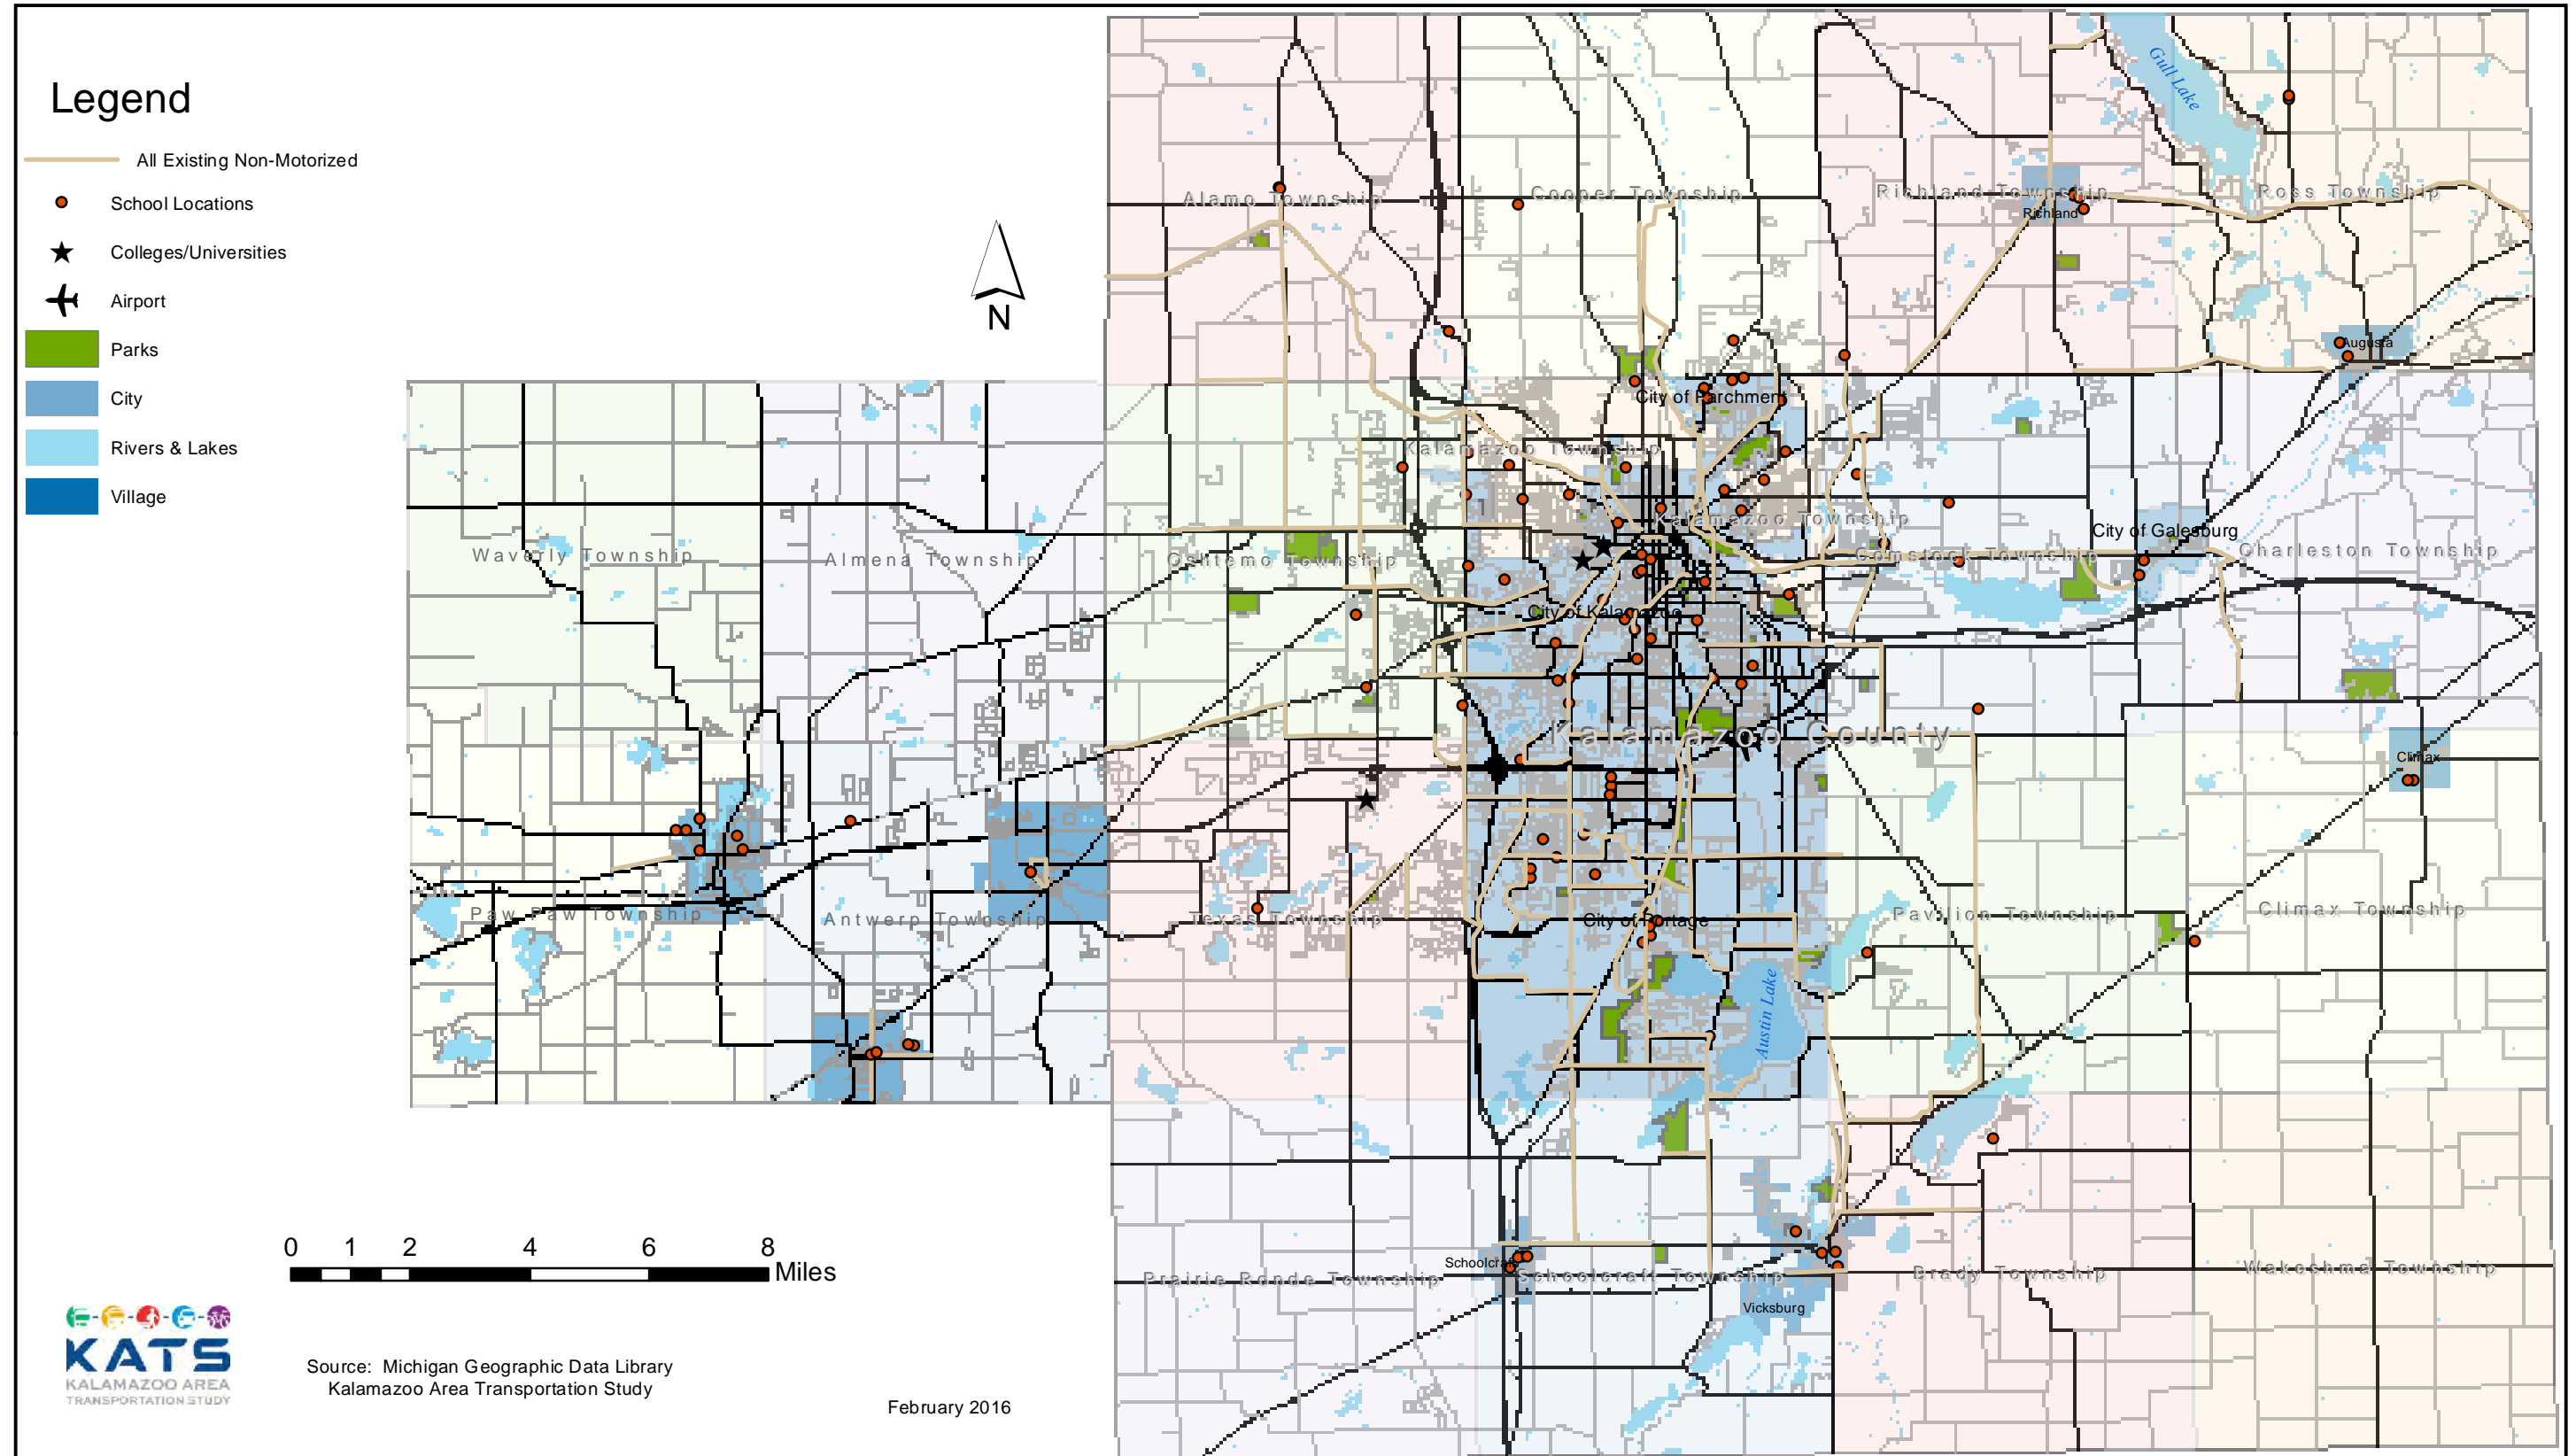 Legend
All Existing Non-Motorized
School Locations
Colleges/Universities
Airport
Parks
City
Rivers & Lakes
Village
N
Gull Lake
Alamo Township
Cooper Township
Richland Township
Ross Township
Richland
Augusta
City of Parchment
Kalamazoo Township
Kalamazoo Township
City of Galesburg
Waverly Township
Almena Township
Oshtemo Township
Comstock Township
Charleston Township
City of Kalamazoo
Kalamazoo County
Climax
Paw Paw Township
Antwerp Township
Texas Township
City of Portage
Pavilion Township
Climax Township
Austin Lake
0 1 2 4 6 8
Miles
Schoolcraft
Prairie Ronde Township
Schoolcraft Township
Brady Township
Wakeshma Township
Vicksburg
KATS
KALAMAZOO AREA
TRANSPORTATION STUDY
Source: Michigan Geographic Data Library
Kalamazoo Area Transportation Study
February 2016